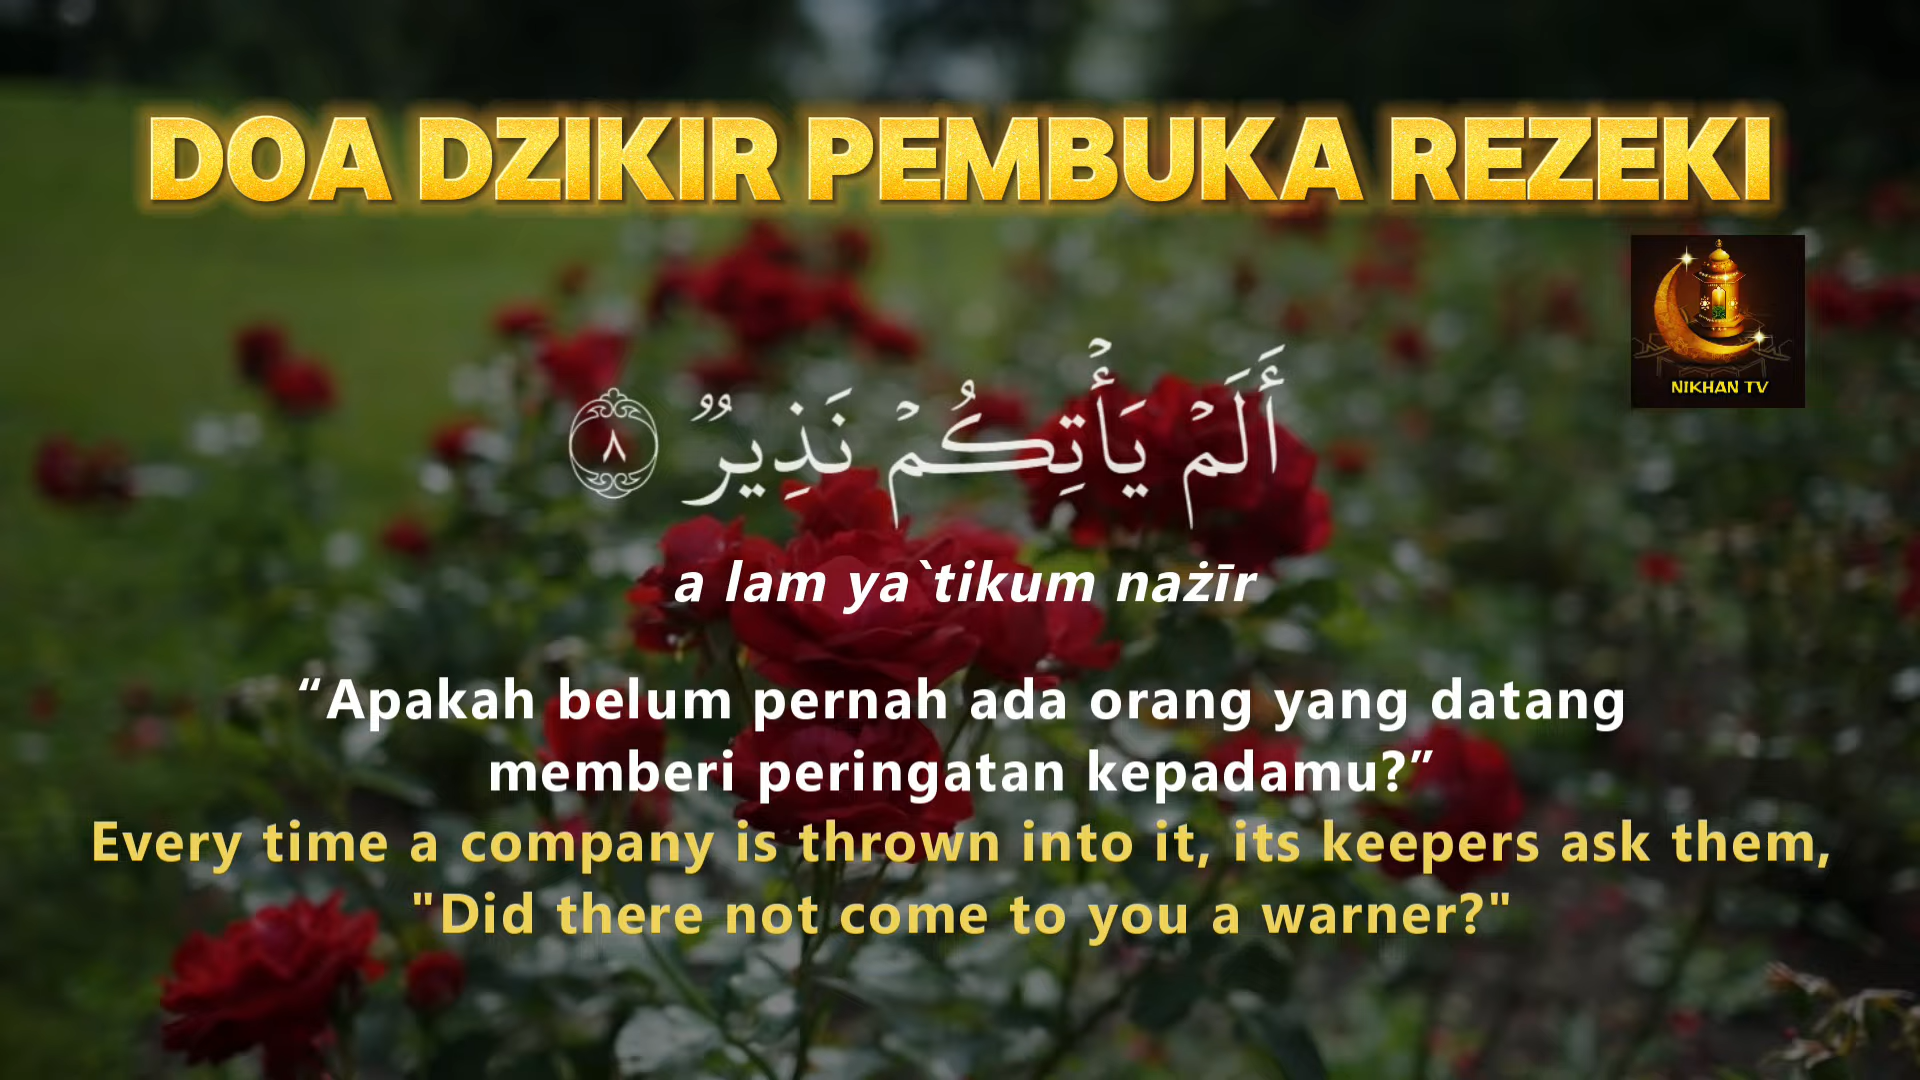 DOA DZIKIR PEMBUKA REZEKI
NIKHAN TV
أَلَمۡ يَأۡتِكُمۡ نَذِيرٞ ٨
a lam ya`tikum nażīr
“Apakah belum pernah ada orang yang datang
memberi peringatan kepadamu?”
Every time a company is thrown into it, its keepers ask them,
"Did there not come to you a warner?"